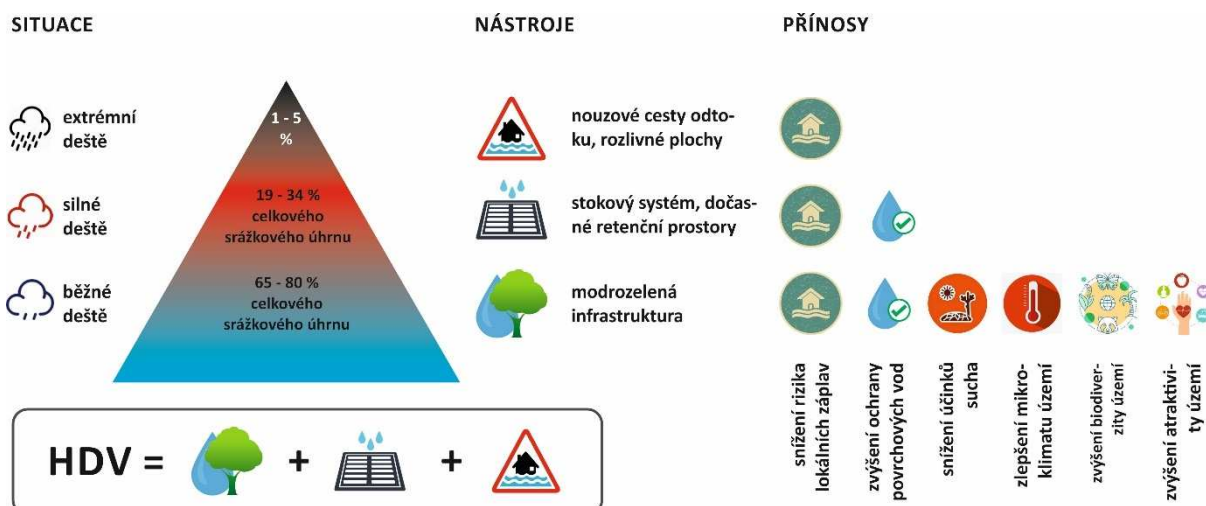 SITUACE
NÁSTROJE
PŘÍNOSY
extrémní
deště
1 - 5
%
nouzové cesty odto-
ku, rozlivné plochy
silné
deště
19 - 34 %
celkového
srážkového úhrnu
stokový systém, dočas-
né retenční prostory
běžné
deště
65 - 80 %
celkového
srážkového úhrnu
modrozelená
infrastruktura
snížení rizika
lokálních záplav
zvýšení ochrany
povrchových vod
snížení účinků
sucha
zlepšení mikro-
klimatu území
zvýšení biodiver-
zity území
zvýšení atraktivi-
ty území
HDV = + +